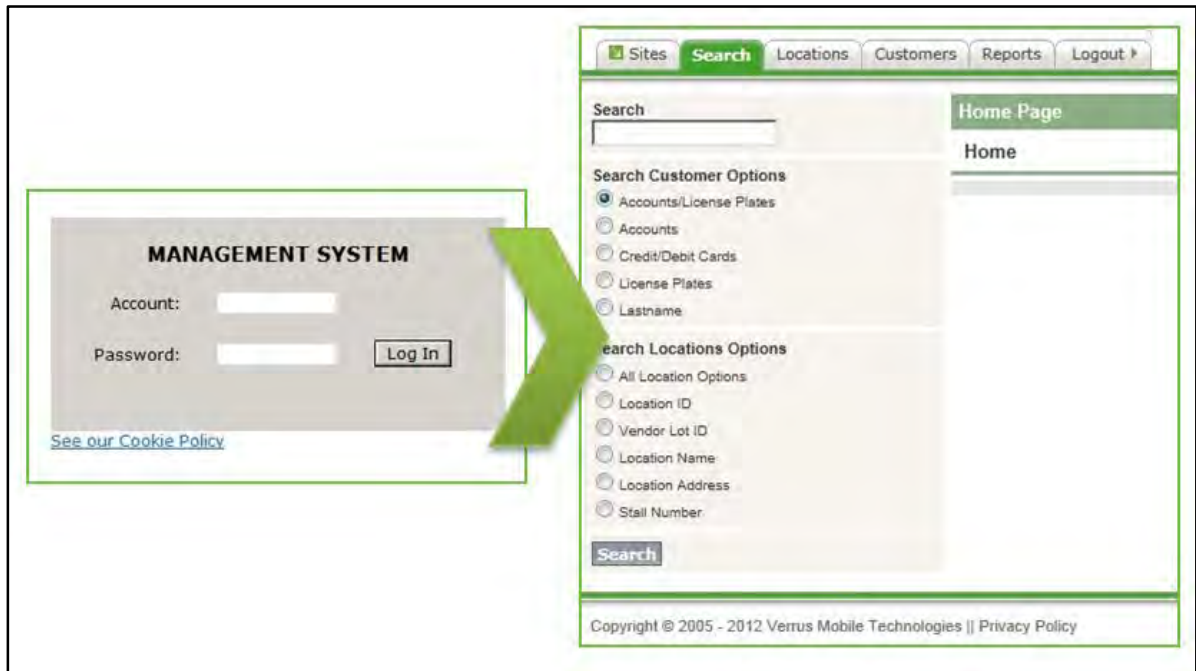 MANAGEMENT SYSTEM
Account:
Password:
Log In
See our Cookie Policy
Sites Search Locations Customers Reports Logout
Search
Search Customer Options
Accounts/License Plates
Accounts
Credit/Debit Cards
License Plates
Lastname
earch Locations Options
All Location Options
Location ID
Vendor Lot ID
Location Name
Location Address
Stall Number
Search
Home Page
Home
Copyright © 2005 - 2012 Verrus Mobile Technologies || Privacy Policy